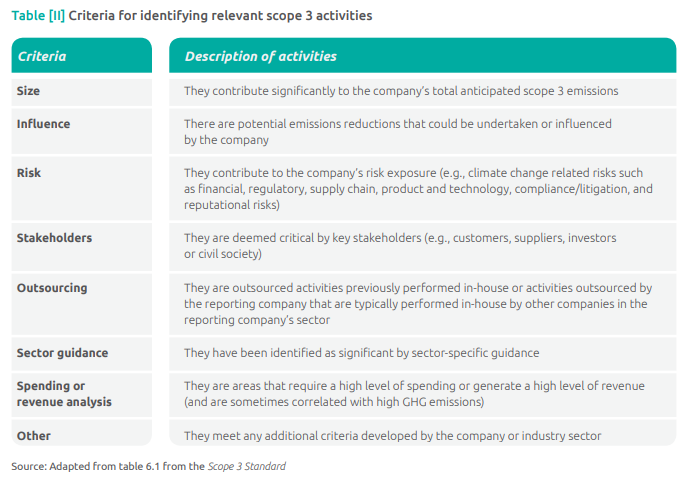 Table [II] Criteria for identifying relevant scope 3 activities
Criteria
Description of activities
Size
They contribute significantly to the company's total anticipated scope 3 emissions
Influence
There are potential emissions reductions that could be undertaken or influenced
by the company
Risk
They contribute to the company's risk exposure (e.g., climate change related risks such
as financial, regulatory, supply chain, product and technology, compliance/litigation, and
reputational risks)
Stakeholders
They are deemed critical by key stakeholders (e.g., customers, suppliers, investors
or civil society)
Outsourcing
They are outsourced activities previously performed in-house or activities outsourced by
the reporting company that are typically performed in-house by other companies in the
reporting company's sector
Sector guidance
They have been identified as significant by sector-specific guidance
Spending or
revenue analysis
They are areas that require a high level of spending or generate a high level of revenue
(and are sometimes correlated with high GHG emissions)
Other
They meet any additional criteria developed by the company or industry sector
Source: Adapted from table 6.1 from the Scope 3 Standard